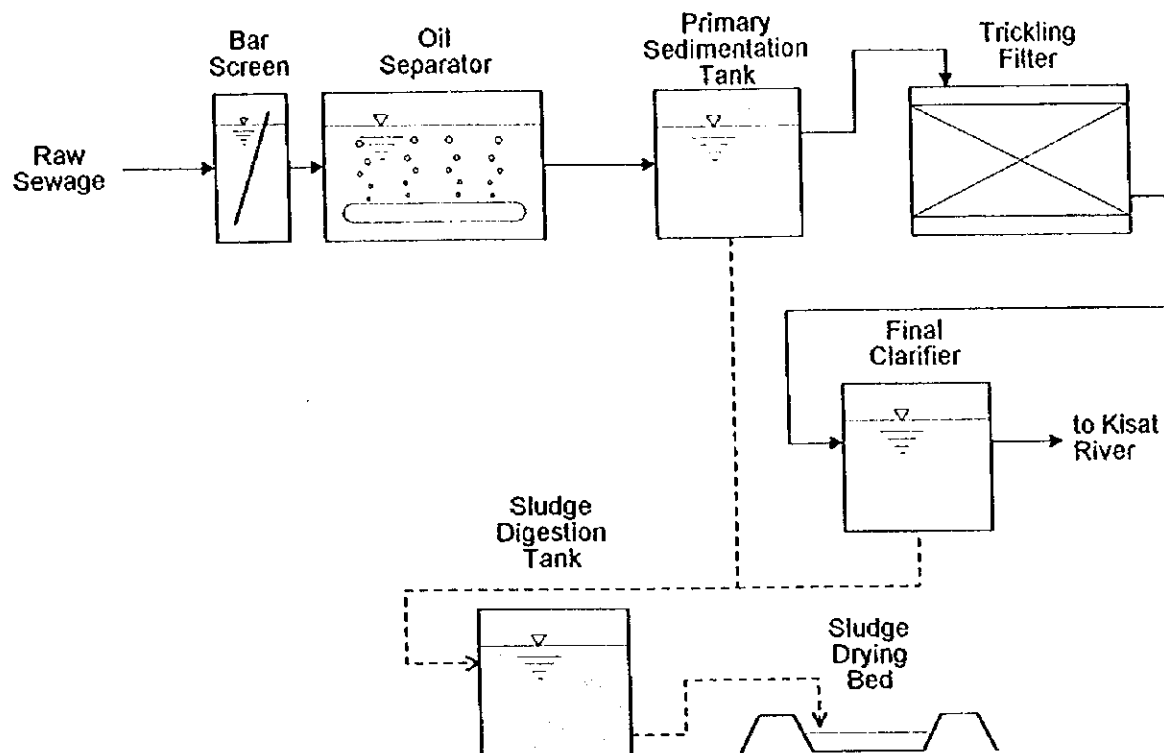 Bar
Screen
Oil
Separator
Primary
Sedimentation
Tank
Trickling
Filter
Raw
Sewage
Final
Clarifier
to Kisat
River
Sludge
Digestion
Tank
Sludge
Drying
Bed